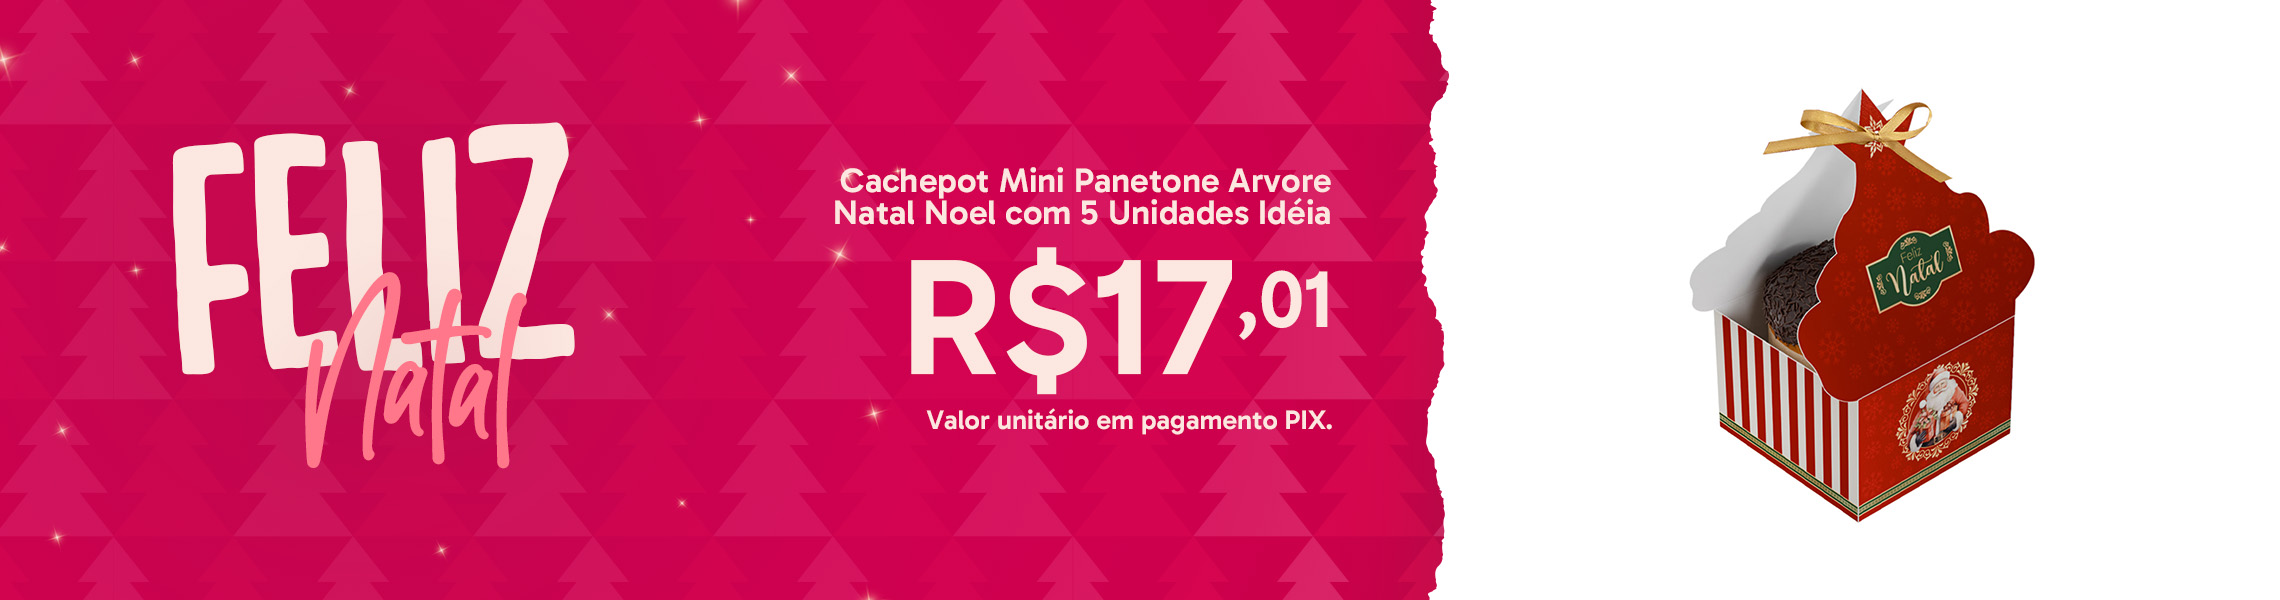 FELIZ
Natal
Cachepot Mini Panetone Arvore
Natal Noel com 5 Unidades Idéia
R$17,01
Valor unitário em pagamento PIX.
Feliz
Natal